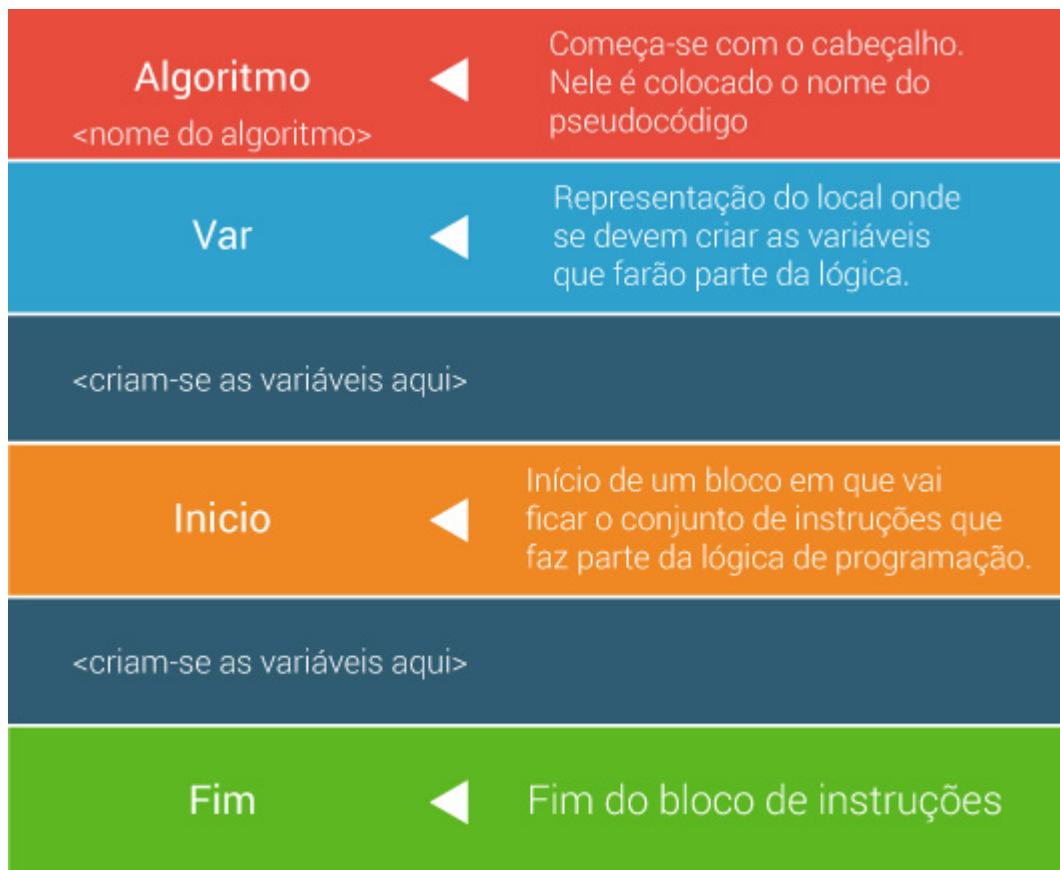 Algoritmo
<nome do algoritmo>
Começa-se com o cabeçalho.
Nele é colocado o nome do
pseudocódigo
Var
Representação do local onde
se devem criar as variáveis
que farão parte da lógica.
<criam-se as variáveis aqui>
Inicio
Início de um bloco em que vai
ficar o conjunto de instruções que
faz parte da lógica de programação.
<criam-se as variáveis aqui>
Fim
Fim do bloco de instruções